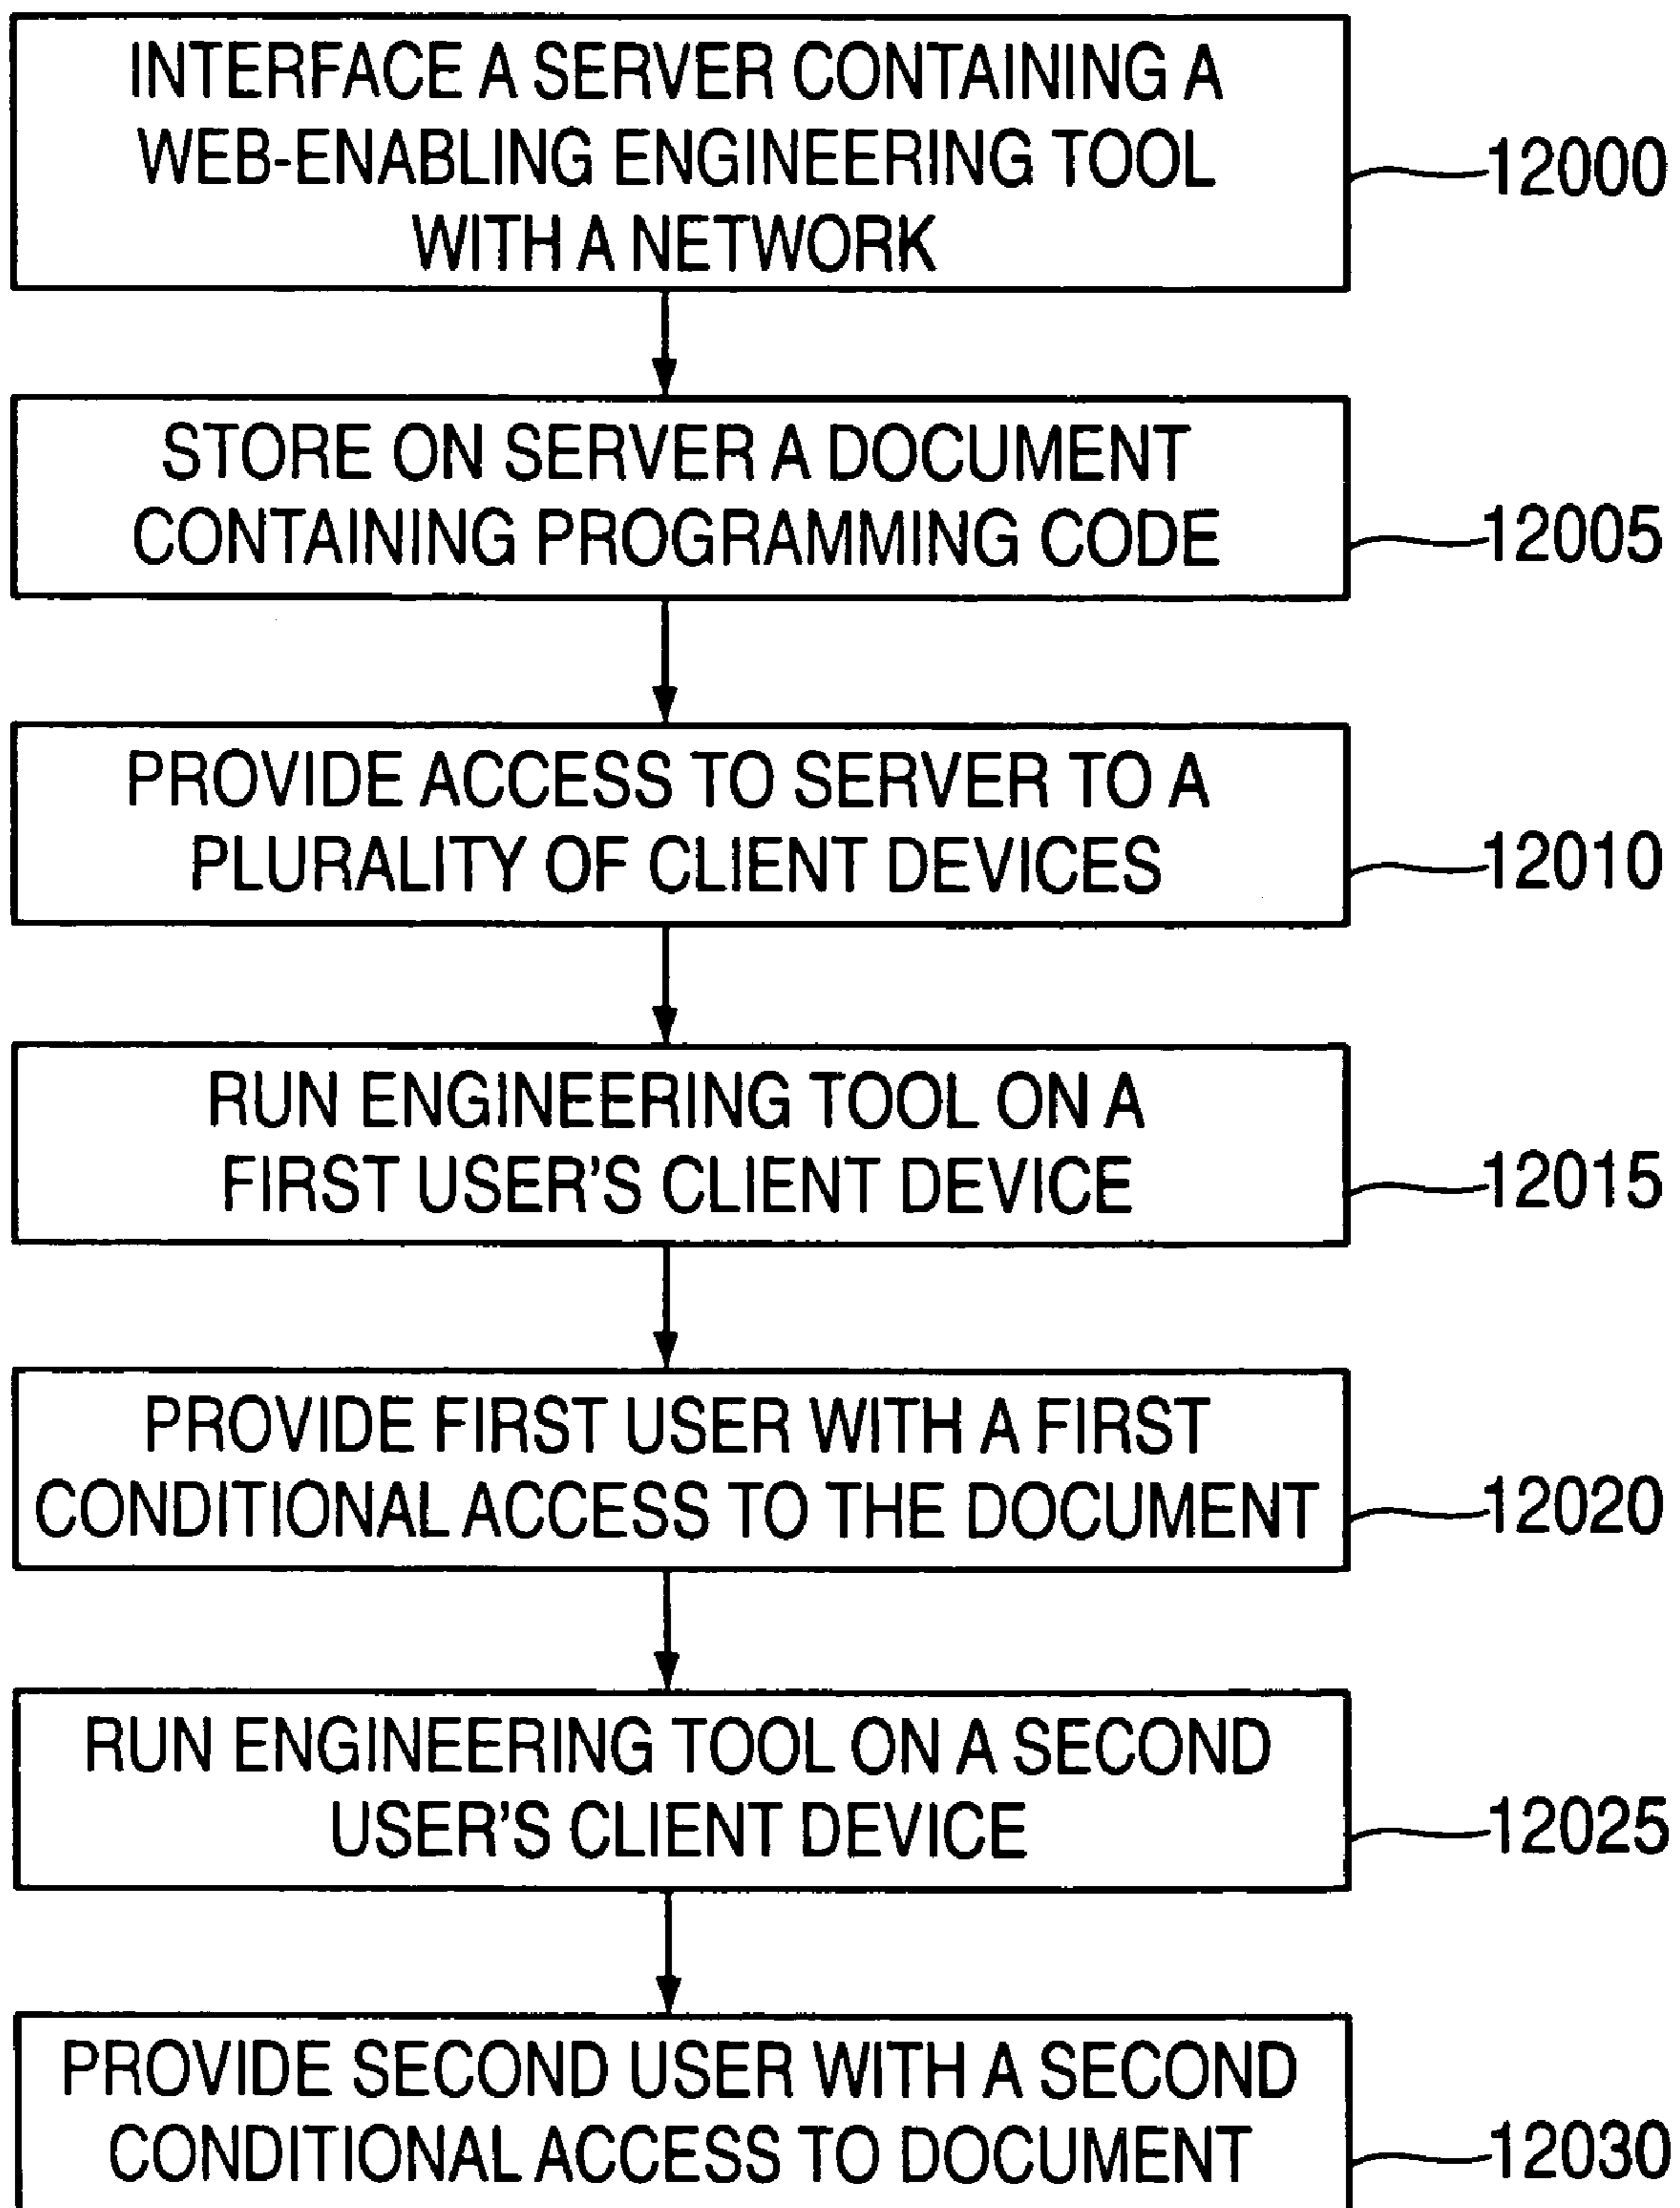 INTERFACE A SERVER CONTAINING A
WEB-ENABLING ENGINEERING TOOL
WITH A NETWORK
12000
STORE ON SERVER A DOCUMENT
CONTAINING PROGRAMMING CODE
12005
PROVIDE ACCESS TO SERVER TO A
PLURALITY OF CLIENT DEVICES
12010
RUN ENGINEERING TOOL ON A
FIRST USER'S CLIENT DEVICE
12015
PROVIDE FIRST USER WITH A FIRST
CONDITIONAL ACCESS TO THE DOCUMENT
12020
RUN ENGINEERING TOOL ON A SECOND
USER'S CLIENT DEVICE
12025
PROVIDE SECOND USER WITH A SECOND
CONDITIONAL ACCESS TO DOCUMENT
12030